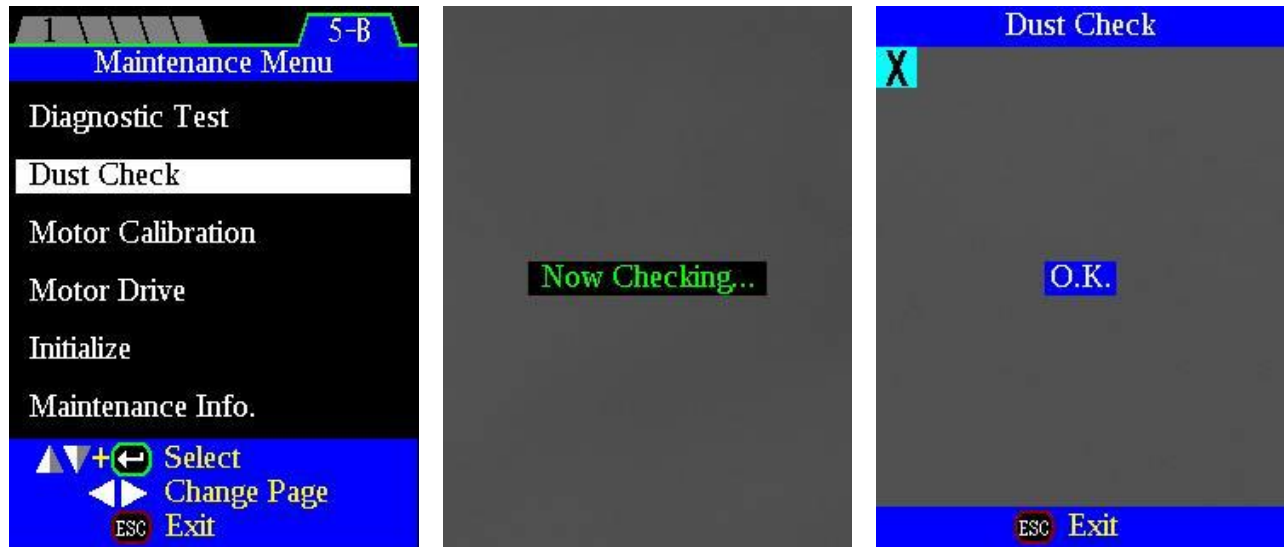 1
5-B
Maintenance Menu
Diagnostic Test
Dust Check
Motor Calibration
Motor Drive
Initialize
Maintenance Info.
+ Select
Change Page
ESC Exit
Now Checking...
Dust Check
X
O.K.
ESC Exit